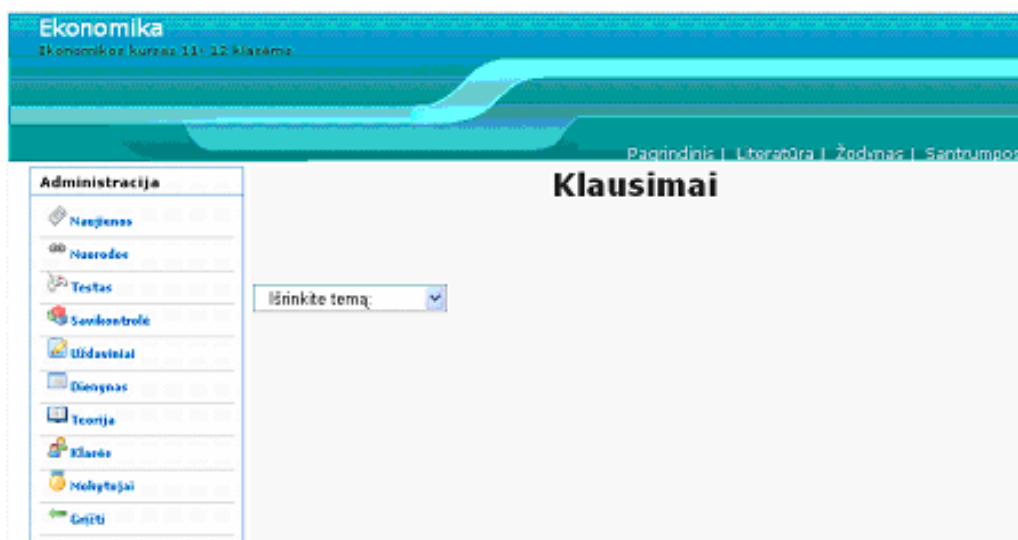 Ekonomika
Ekonomikos kursas 11- 12 klasėms
Pagrindinis | Literatūra | Žodynas | Santrumpos
Administracija
Klausimai
Naujienos
Nuorodos
Testas
Savikontrolė
Uždaviniai
Dienynas
Teorija
Klasės
Mokytojai
Grįžti
Išrinkite temą: